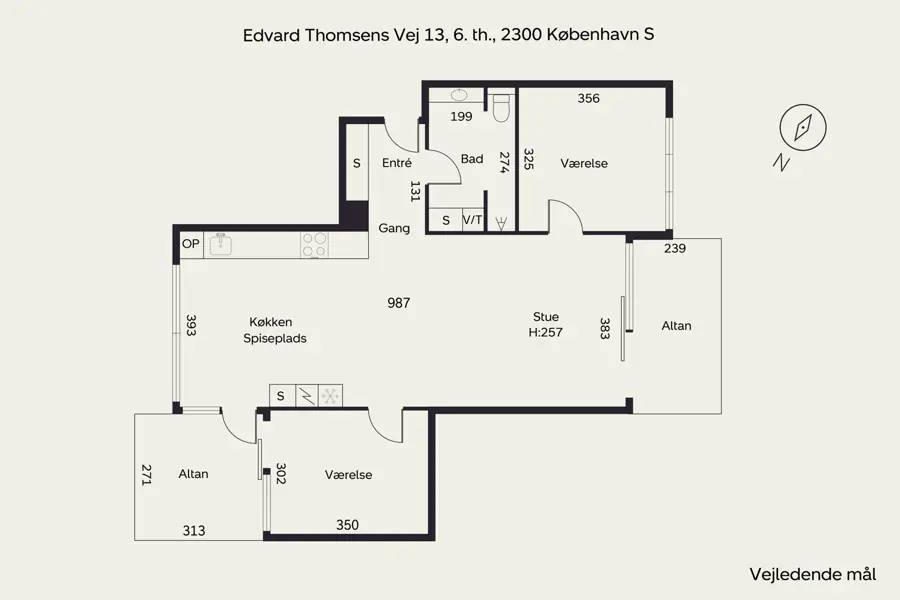 Edvard Thomsens Vej 13, 6. th., 2300 København S
356
199
S
Entré
Bad
274
325
Værelse
N
131
S
V/T
Gang
OP
239
987
393
Køkken
Spiseplads
Stue
H:257
383
Altan
S
271
Altan
302
Værelse
313
350
Vejledende mål